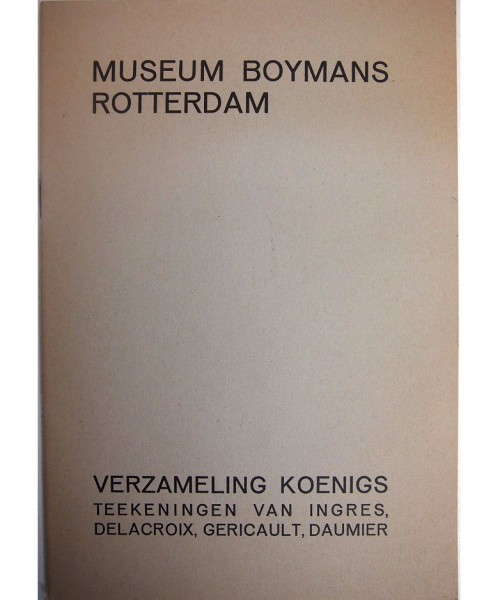 MUSEUM BOYMANS
ROTTERDAM
VERZAMELING KOENIGS
TEEKENINGEN VAN INGRES,
DELACROIX, GERICAULT, DAUMIER